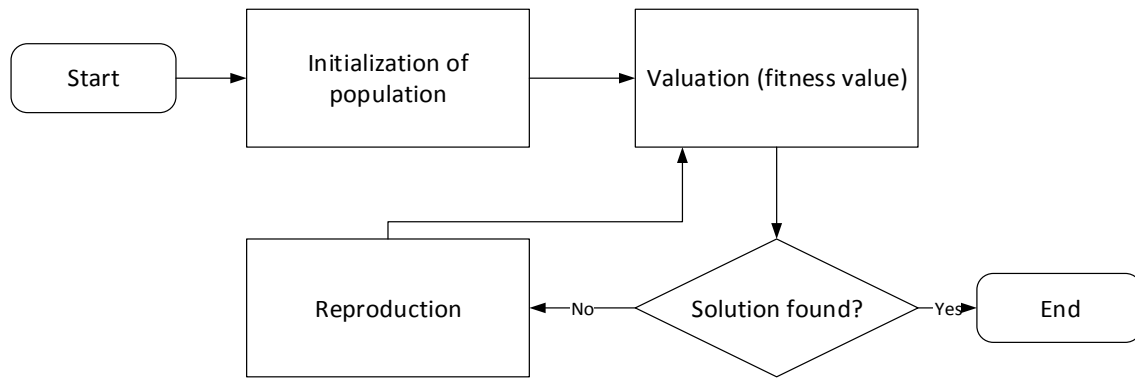 Start
Initialization of
population
Valuation (fitness value)
Reproduction
No
Solution found?
Yes
End